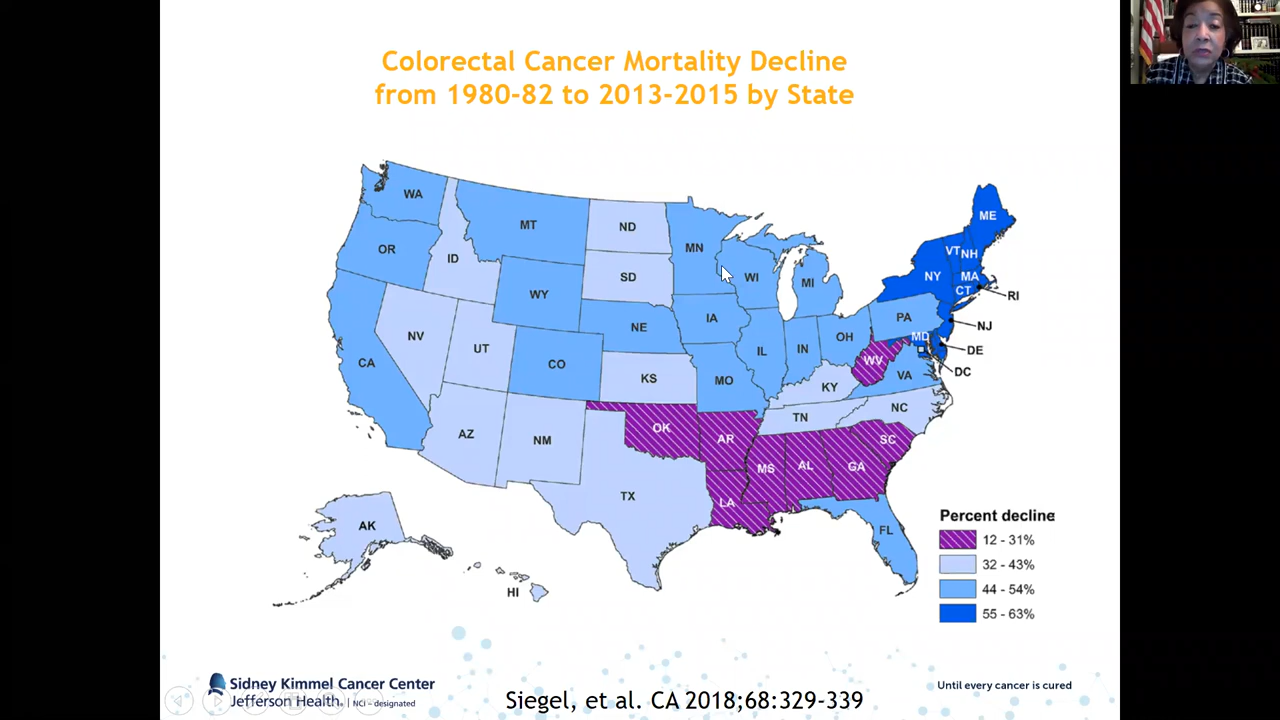 Colorectal Cancer Mortality Decline
from 1980-82 to 2013-2015 by State
WA
MT
ND
MN
ME
OR
ID
SD
WI
MI
VT
NH
NY
MA
CT
RI
WY
IA
NE
PA
NJ
NV
UT
CO
IL
IN
OH
MD
DE
CA
KS
MO
KY
WV
VA
DC
AZ
NM
OK
AR
TN
NC
TX
LA
MS
AL
GA
SC
AK
HI
FL
Percent decline
12 - 31%
32 - 43%
44 - 54%
55 - 63%
Sidney Kimmel Cancer Center
Jefferson Health. | NCI – designated
Siegel, et al. CA 2018;68:329-339
Until every cancer is cured